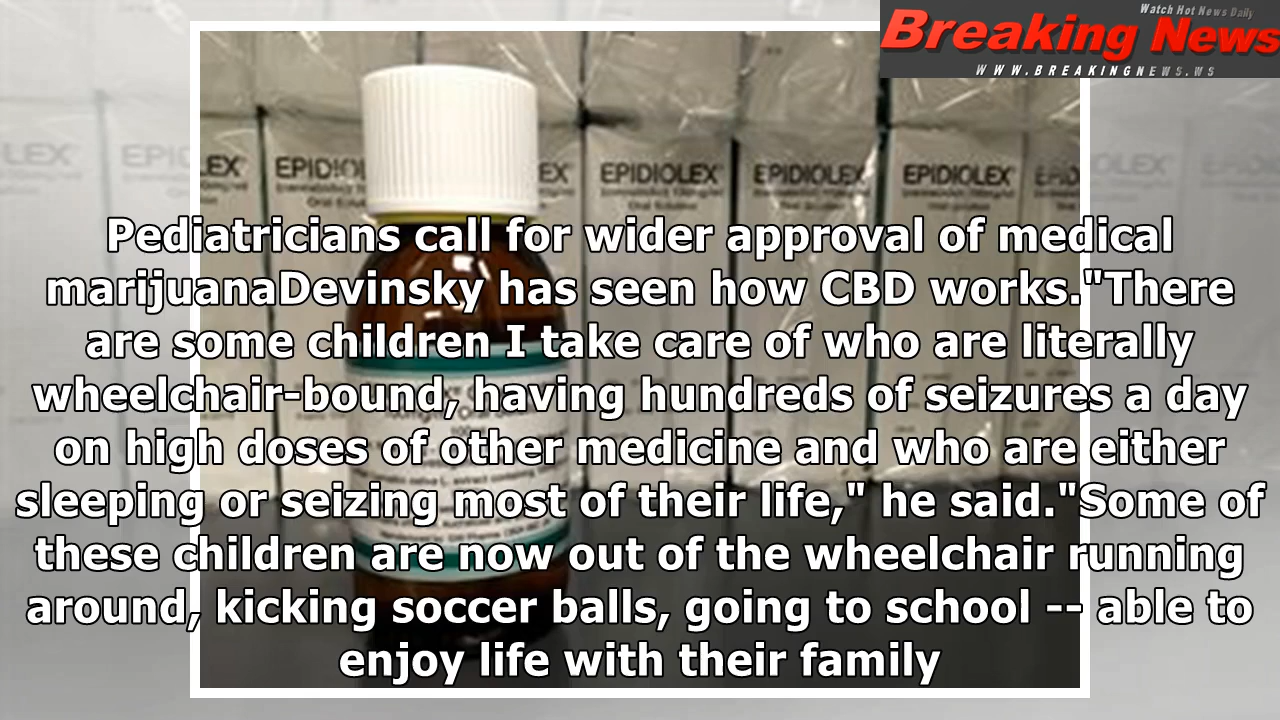 Watch Hot News Daily
Breaking News
WWW.BREAKINGNEWS.WS
LEX
EPIDIOLEX
EPIDIOLEX
EPIDIOLEX
EPIDIOLEX
Oral Solution
Pediatricians call for wider approval of medical
marijuanaDevinsky has seen how CBD works."There
are some children I take care of who are literally
wheelchair-bound, having hundreds of seizures a day
on high doses of other medicine and who are either
sleeping or seizing most of their life," he said."Some of
these children are now out of the wheelchair running
around, kicking soccer balls, going to school -- able to
enjoy life with their family